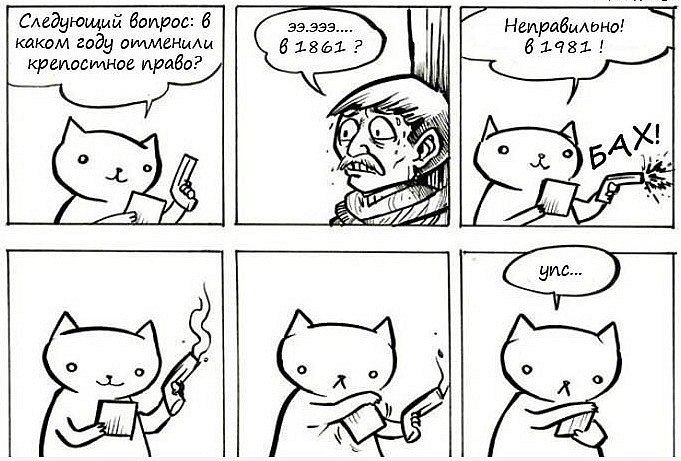 Следующий вопрос: в
каком году отменили
крепостное право?
ээ.эээ....
в 1861 ?
Неправильно!
в 1981 !
БАХ!
упс...